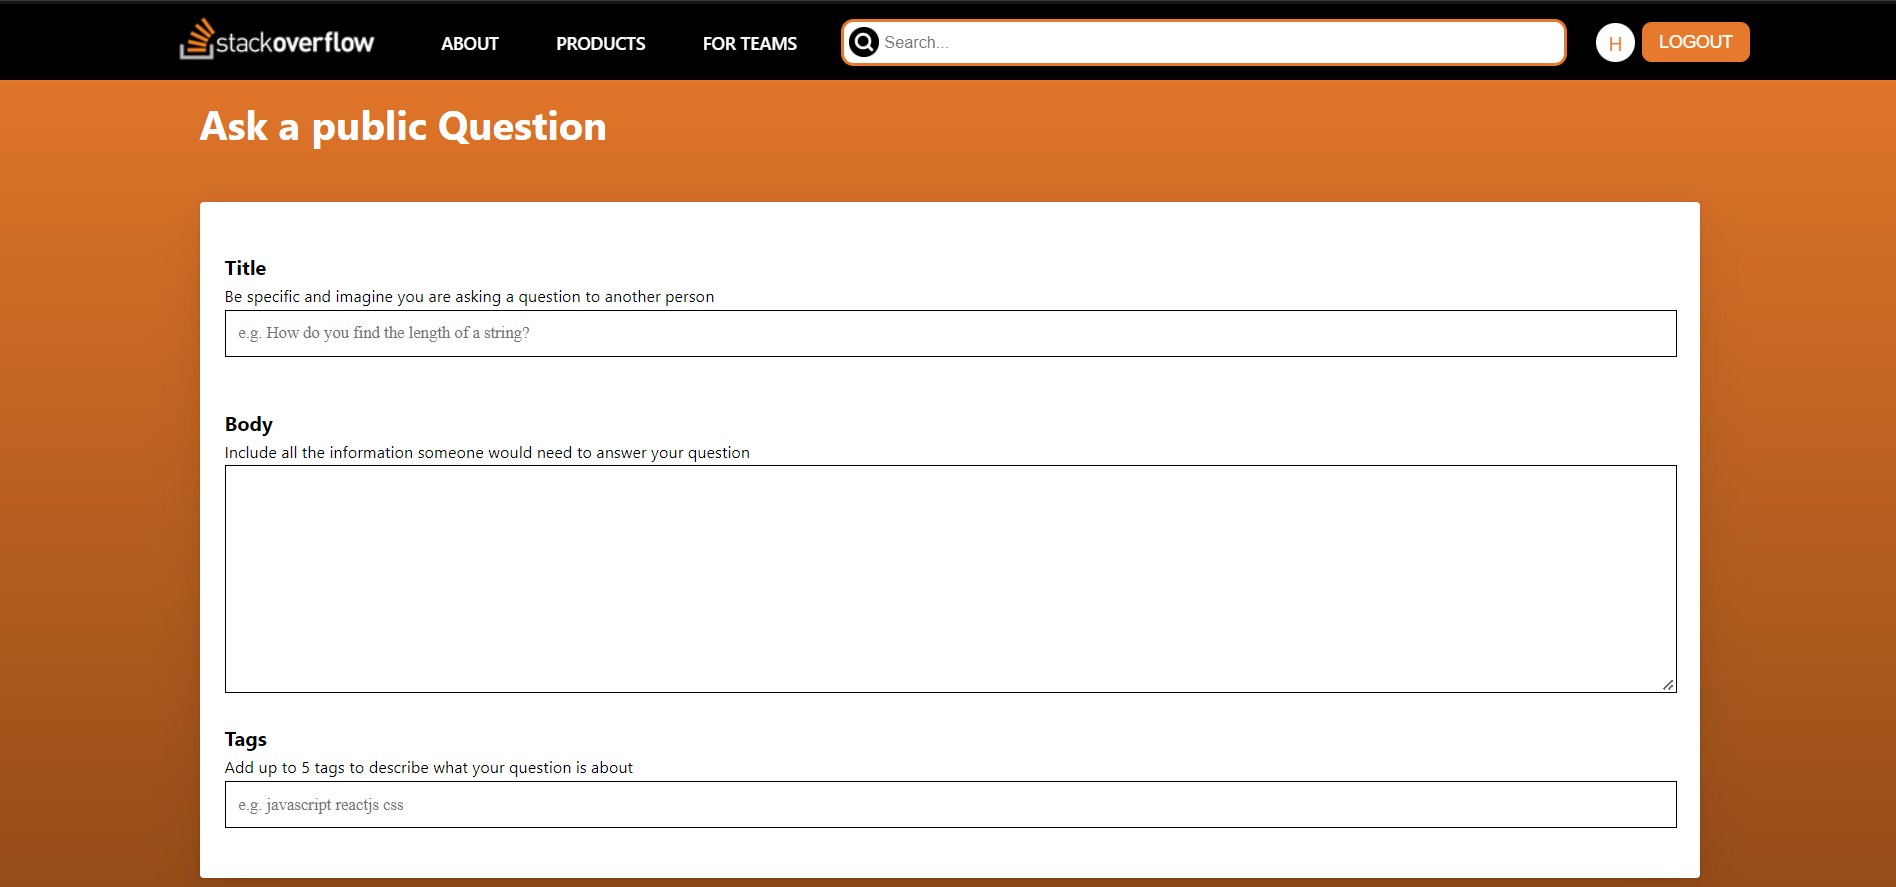 stackoverflow ABOUT PRODUCTS FOR TEAMS Search... H LOGOUT
Ask a public Question
Title
Be specific and imagine you are asking a question to another person
e.g. How do you find the length of a string?
Body
Include all the information someone would need to answer your question
Tags
Add up to 5 tags to describe what your question is about
e.g. javascript reactjs css